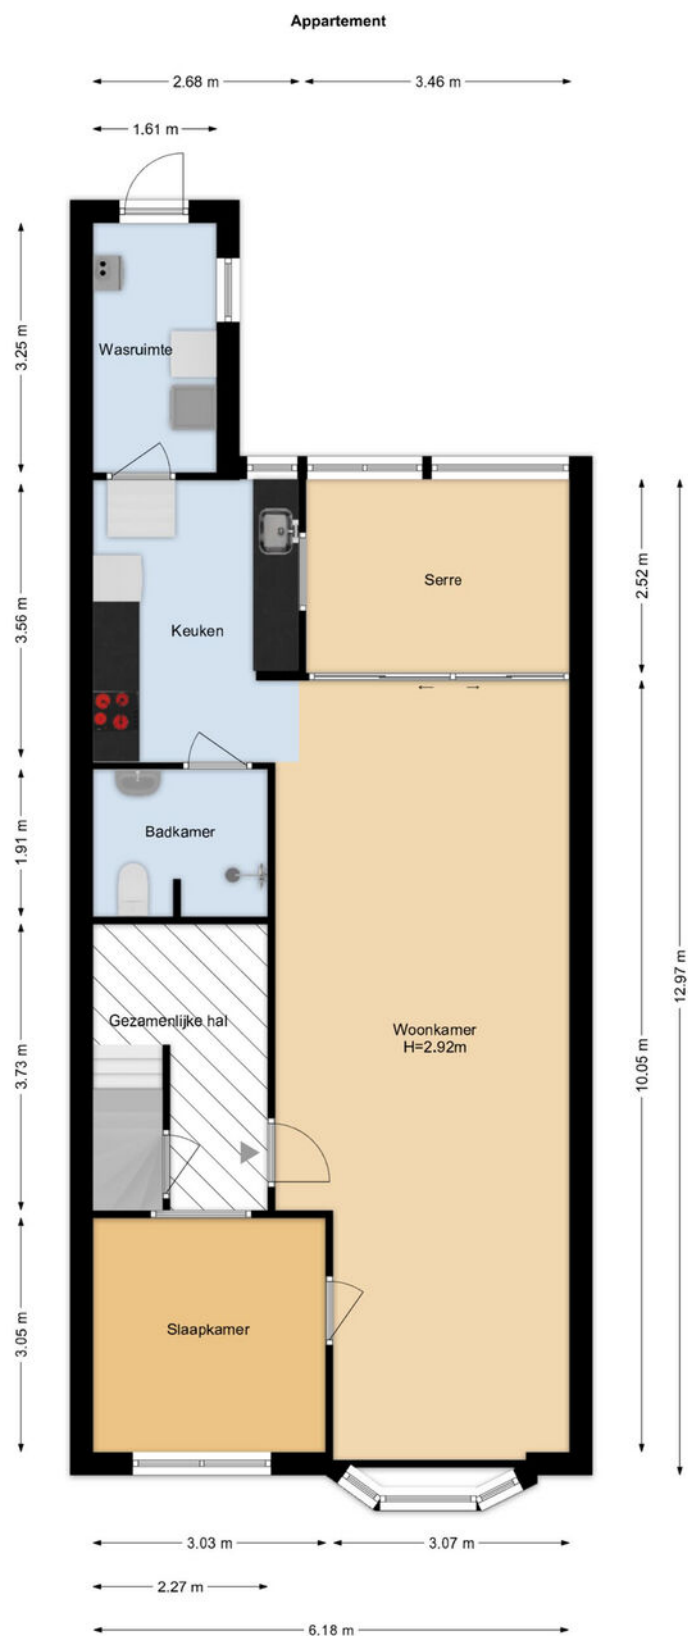 Appartement
2.68 m
3.46 m
1.61 m
3.25 m
Wasruimte
3.56 m
2.52 m
Serre
Keuken
1.91 m
Badkamer
12.97 m
3.73 m
Gezamenlijke hal
Woonkamer
H=2.92m
10.05 m
3.05 m
Slaapkamer
3.03 m
3.07 m
2.27 m
6.18 m